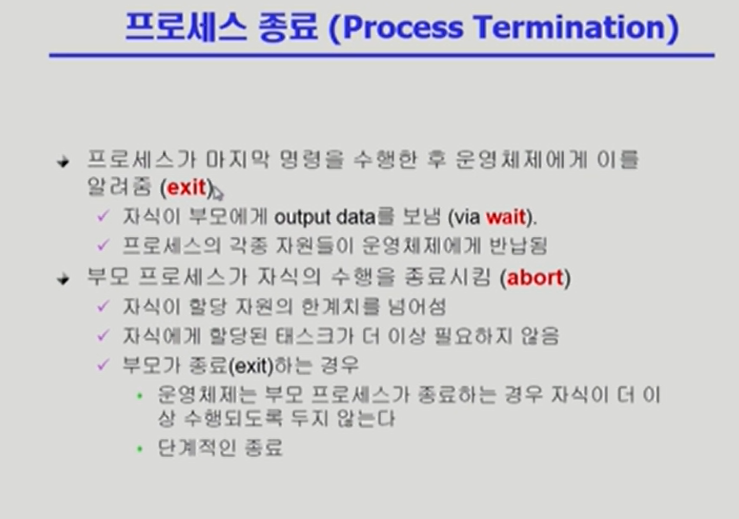 프로세스 종료 (Process Termination)
프로세스가 마지막 명령을 수행한 후 운영체제에게 이를
알려줌 (exit)
자식이 부모에게 output data를 보냄 (via wait).
프로세스의 각종 자원들이 운영체제에게 반납됨
부모 프로세스가 자식의 수행을 종료시킴 (abort)
자식이 할당 자원의 한계치를 넘어섬
자식에게 할당된 태스크가 더 이상 필요하지 않음
부모가 종료(exit)하는 경우
운영체제는 부모 프로세스가 종료하는 경우 자식이 더 이
상 수행되도록 두지 않는다
단계적인 종료